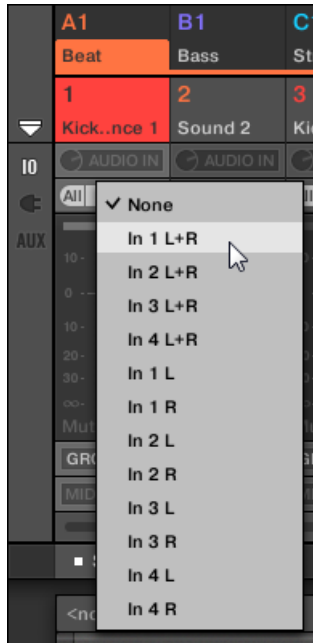 A1 B1 C
Beat Bass St
1 2 3
Kick..nce 1 Sound 2 Ki
IO AUDIO IN AUDIO IN
All
None
AUX
In 1 L+R
10-
In 2 L+R
0
In 3 L+R
10-
In 4 L+R
20-
30-
In 1 L
∞-
In 1 R
Mut
In 2 L
GRO
In 2 R
MID
In 3 L
In 3 R
S
In 4 L
<no
In 4 R